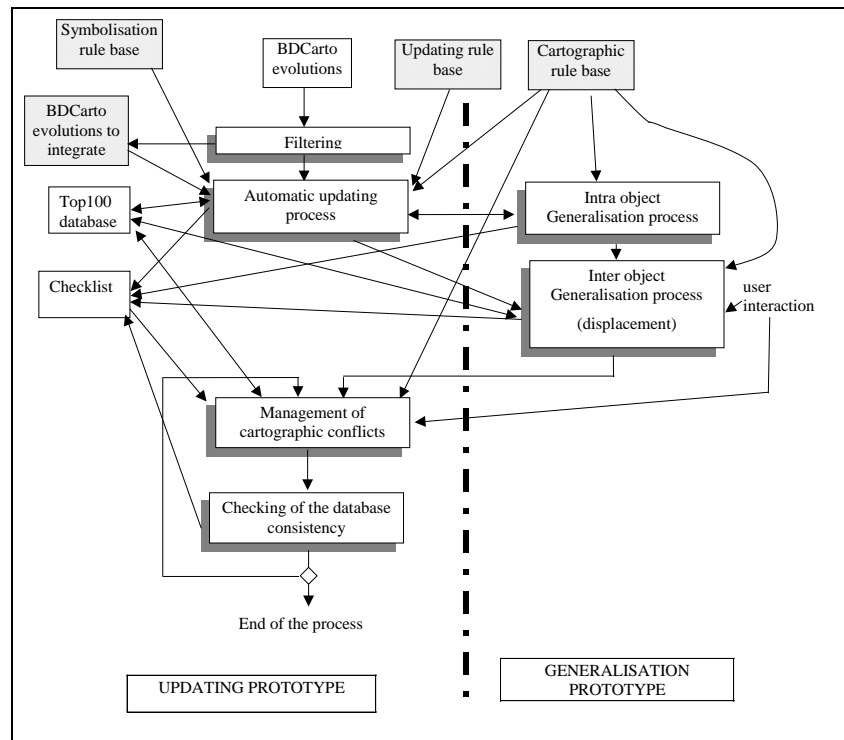 Symbolisation
rule base
BDCarto
evolutions
Updating rule
base
Cartographic
rule base
BDCarto
evolutions to
integrate
Filtering
Top100
database
Automatic updating
process
Intra object
Generalisation process
Checklist
Inter object
Generalisation process
(displacement)
user
interaction
Management of
cartographic conflicts
Checking of the database
consistency
End of the process
UPDATING PROTOTYPE
GENERALISATION
PROTOTYPE